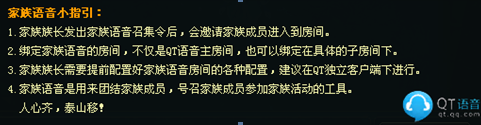 家族语音小指引：
1.家族族长发出家族语音召集令后，会邀请家族成员进入到房间。
2.绑定家族语音的房间，不仅是QT语音主房间，也可以绑定在具体的子房间下。
3.家族族长需要提前配置好家族语音房间的各种配置，建议在QT独立客户端下进行。
4.家族语音是用来团结家族成员，号召家族成员参加家族活动的工具。
人心齐，泰山移！
QT语音
qt.qq.com